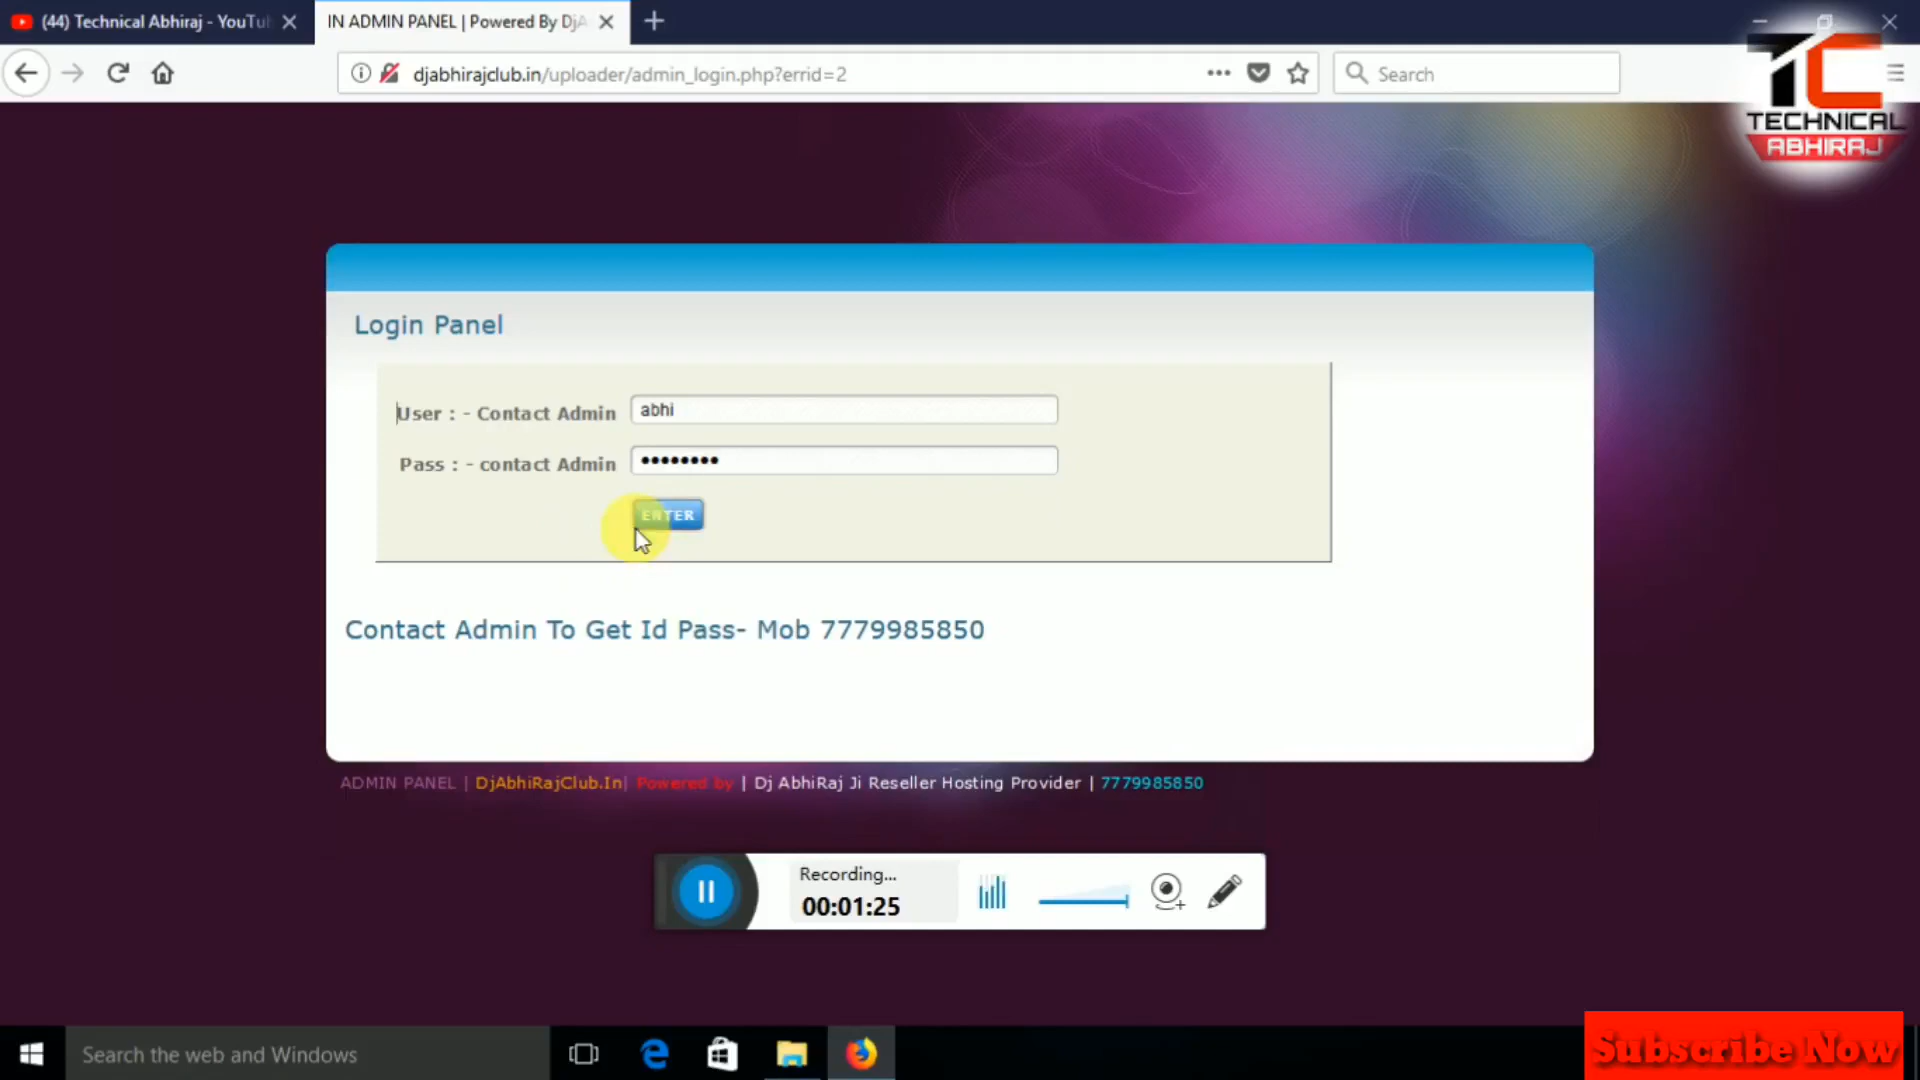 (44) Technical Abhiraj - YouTu
IN ADMIN PANEL | Powered By DjA
djabhirajclub.in/uploader/admin_login.php?errid=2
Search
TC
TECHNICAL
ABHIRAJ
Login Panel
User : - Contact Admin
abhi
Pass : - contact Admin
••••••••
ENTER
Contact Admin To Get Id Pass- Mob 7779985850
ADMIN PANEL | DjAbhiRajClub.In| Powered by | Dj AbhiRaj Ji Reseller Hosting Provider | 7779985850
Recording...
00:01:25
Search the web and Windows
Subscribe Now